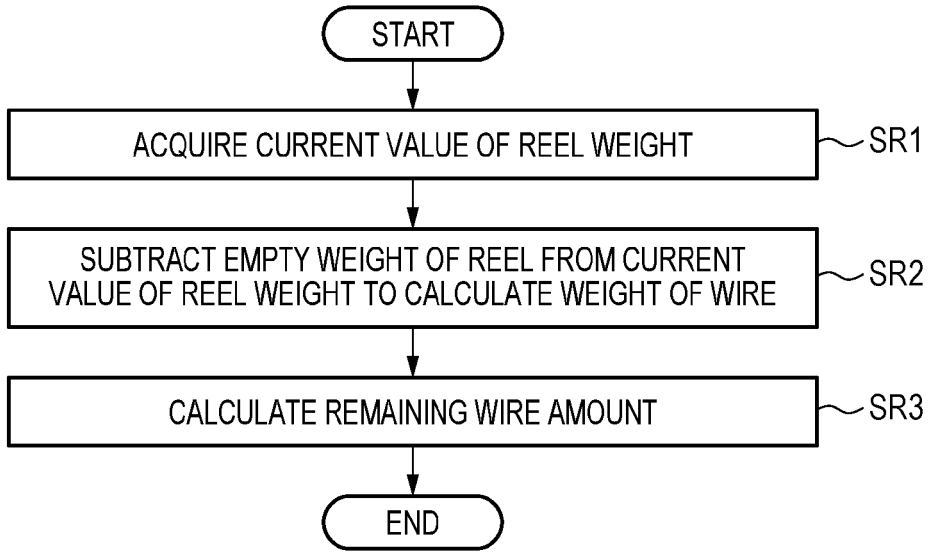 START
ACQUIRE CURRENT VALUE OF REEL WEIGHT
SR1
SUBTRACT EMPTY WEIGHT OF REEL FROM CURRENT
VALUE OF REEL WEIGHT TO CALCULATE WEIGHT OF WIRE
SR2
CALCULATE REMAINING WIRE AMOUNT
SR3
END